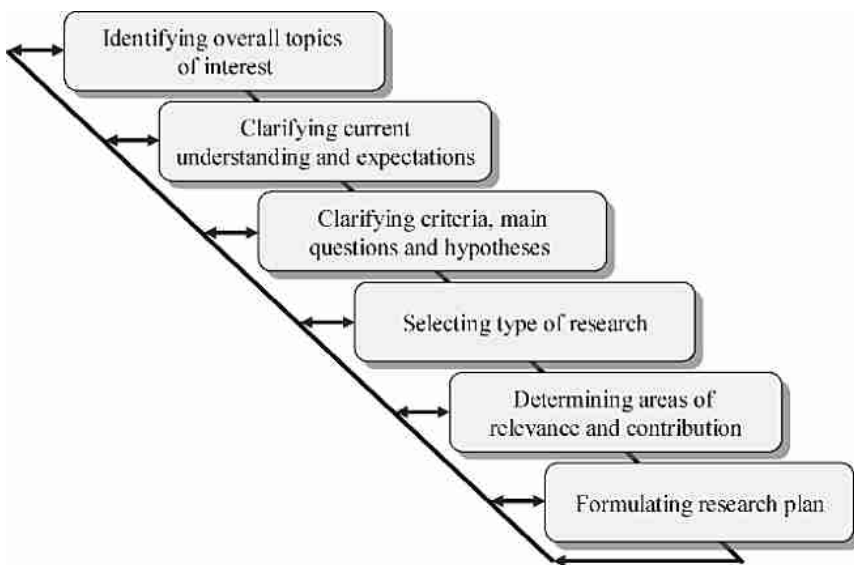 Identifying overall topics
of interest
Clarifying current
understanding and expectations
Clarifying criteria, main
questions and hypotheses
Selecting type of research
Determining areas of
relevance and contribution
Formulating research plan